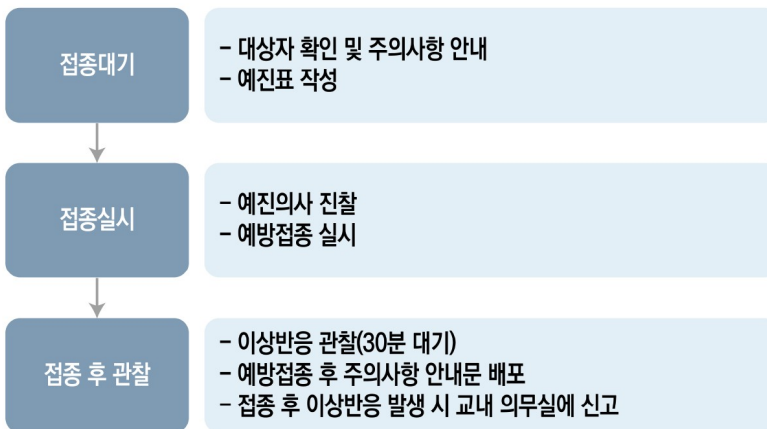 접종대기
– 대상자 확인 및 주의사항 안내
– 예진표 작성
접종실시
– 예진의사 진찰
– 예방접종 실시
접종 후 관찰
– 이상반응 관찰(30분 대기)
– 예방접종 후 주의사항 안내문 배포
– 접종 후 이상반응 발생 시 교내 의무실에 신고